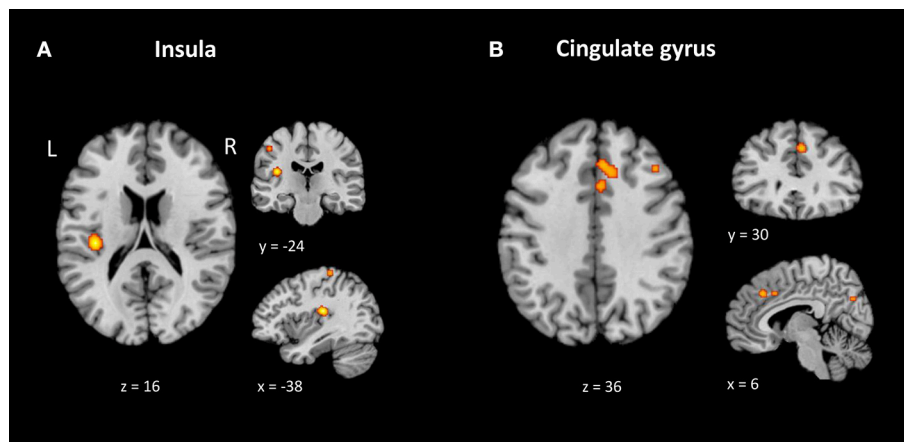 A
Insula
B
Cingulate gyrus
L
R
y = -24
y = 30
z = 16
x = -38
z = 36
x = 6